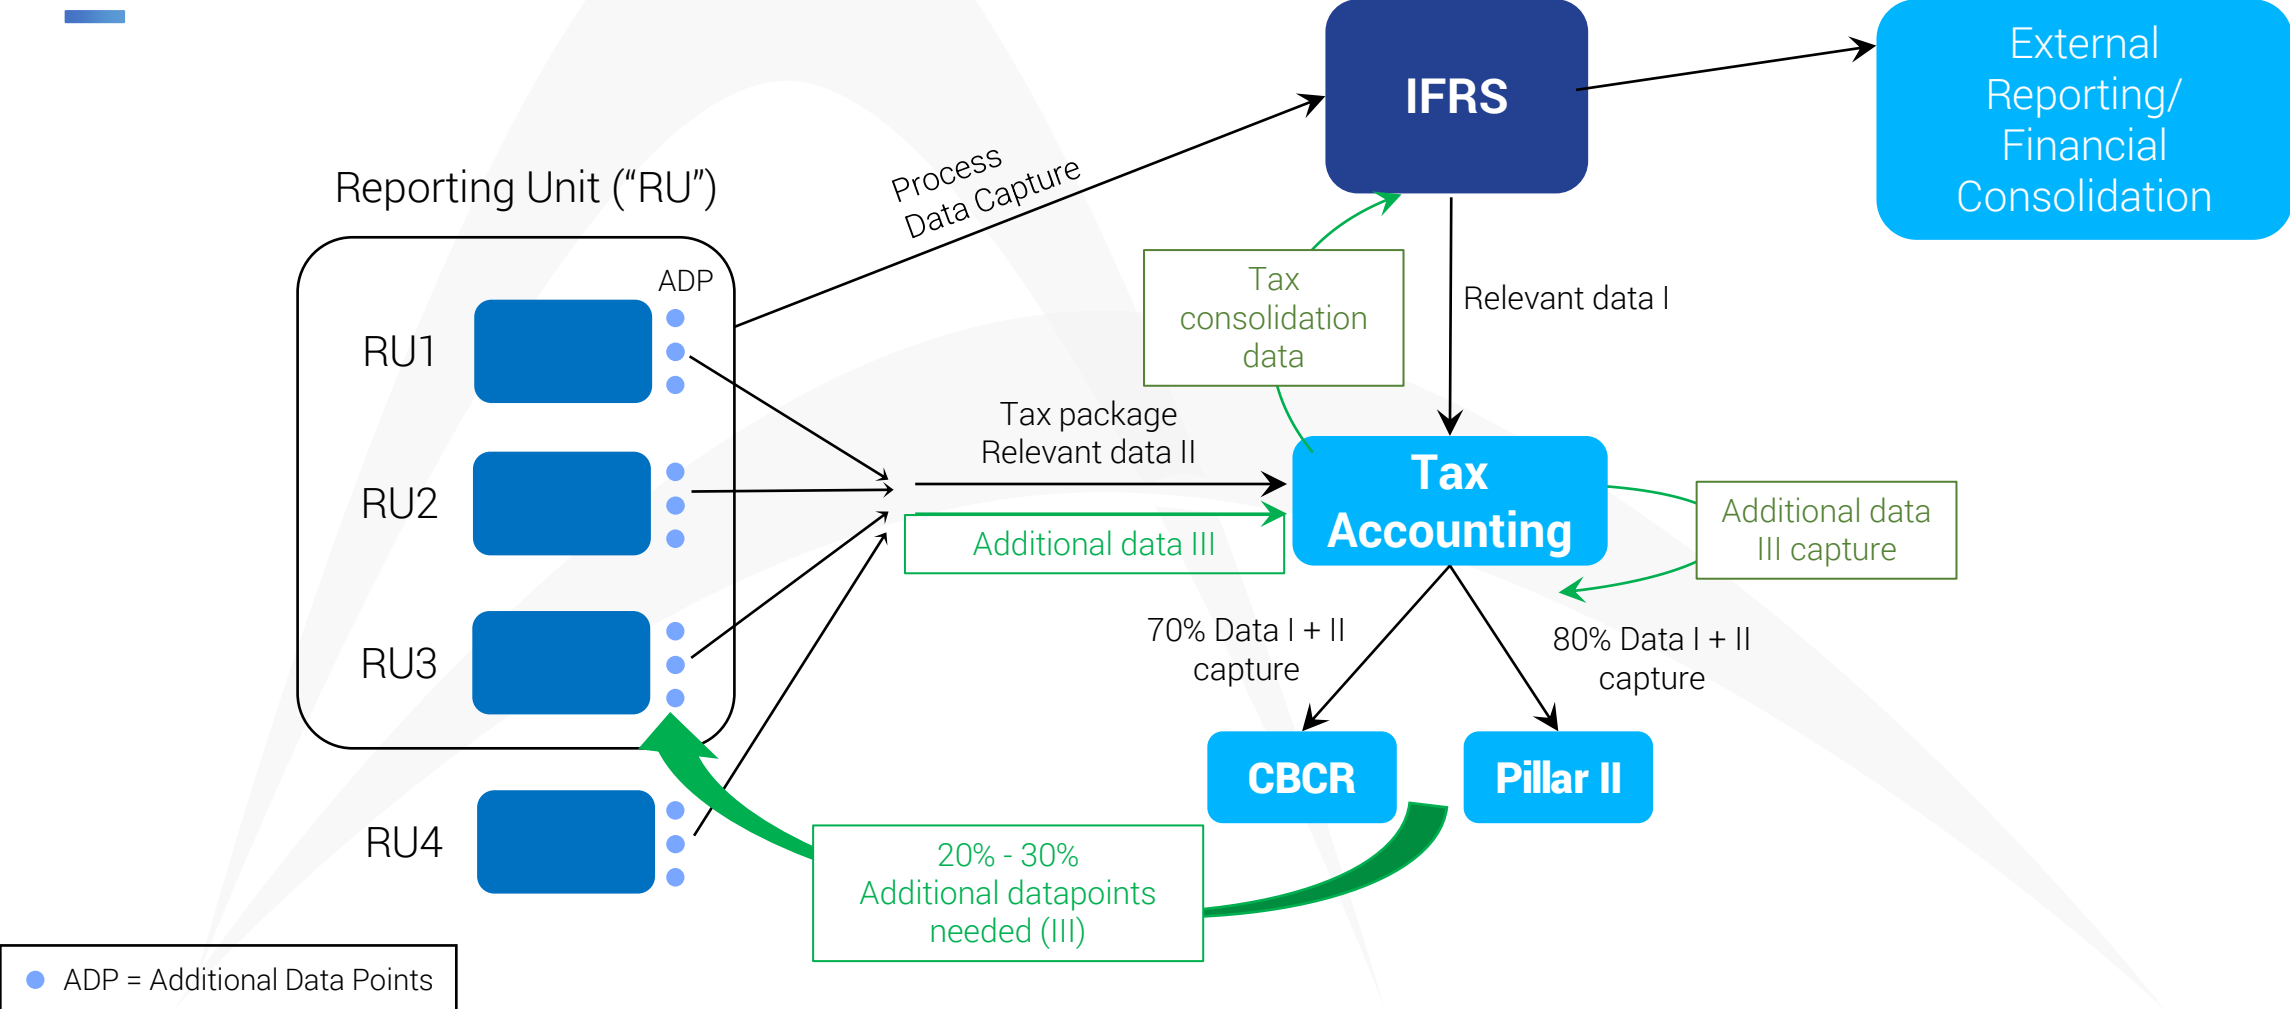 IFRS
External
Reporting/
Financial
Consolidation
Process
Data Capture
Reporting Unit (“RU”)
ADP
RU1
RU2
RU3
RU4
Tax
consolidation
data
Relevant data I
Tax package
Relevant data II
Additional data III
Tax
Accounting
Additional data
III capture
70% Data I + II
capture
80% Data I + II
capture
CBCR
Pillar II
20% - 30%
Additional datapoints
needed (III)
ADP = Additional Data Points